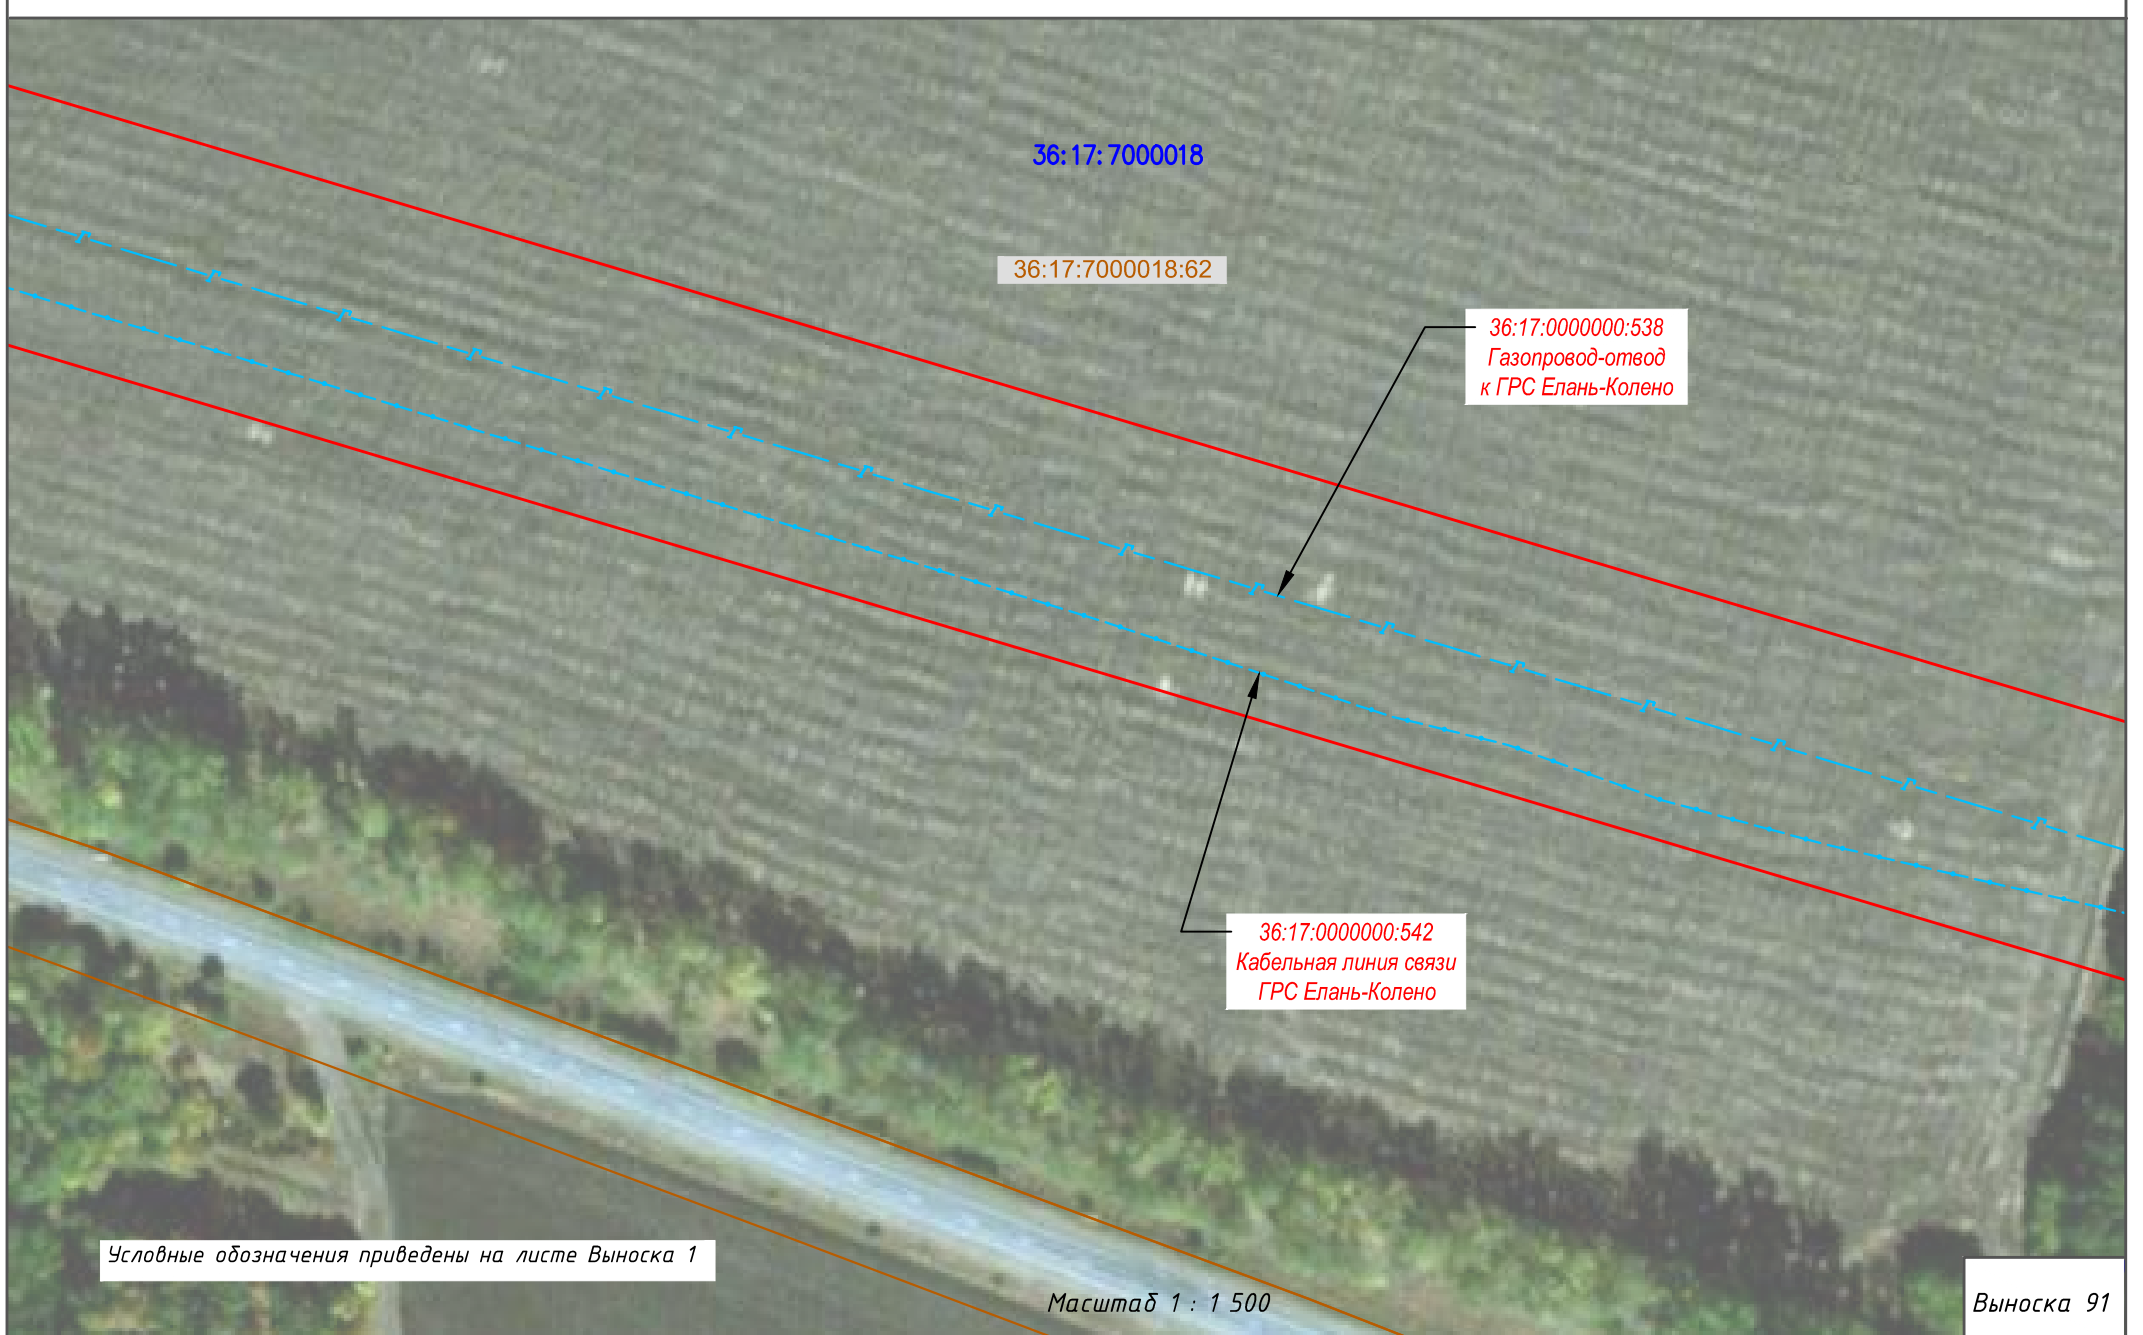 36:17:7000018
36:17:7000018:62
36:17:0000000:538
Газопровод-отвод
к ГРС Елань-Колено
36:17:0000000:542
Кабельная линия связи
ГРС Елань-Колено
Условные обозначения приведены на листе Выноска 1
Масштаб 1 : 1 500
Выноска 91